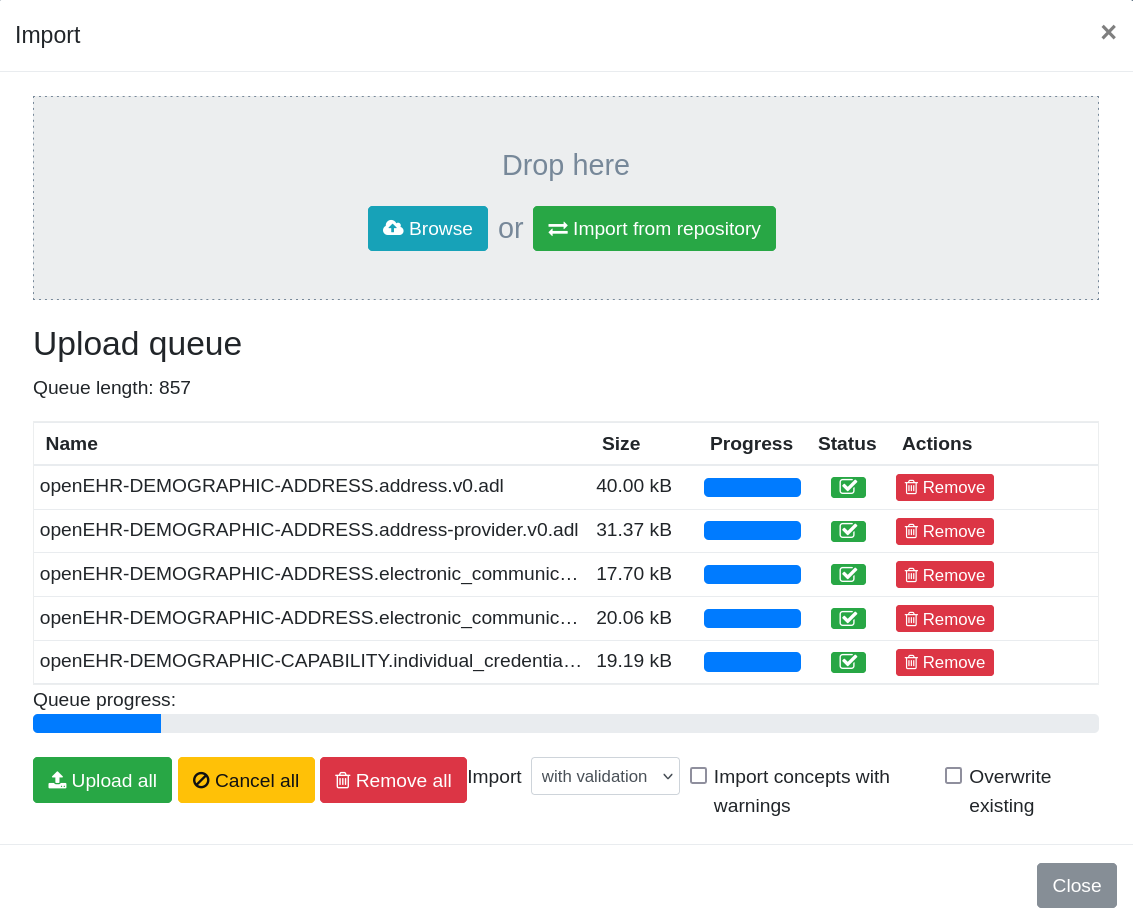 Import
×
Drop here
Browse or Import from repository
Upload queue
Queue length: 857
Name Size Progress Status Actions
openEHR-DEMOGRAPHIC-ADDRESS.address.v0.adl 40.00 kB Remove
openEHR-DEMOGRAPHIC-ADDRESS.address-provider.v0.adl 31.37 kB Remove
openEHR-DEMOGRAPHIC-ADDRESS.electronic_communic… 17.70 kB Remove
openEHR-DEMOGRAPHIC-ADDRESS.electronic_communic… 20.06 kB Remove
openEHR-DEMOGRAPHIC-CAPABILITY.individual_credentia… 19.19 kB Remove
Queue progress:
Upload all Cancel all Remove all Import with validation Import concepts with Overwrite
warnings existing
Close